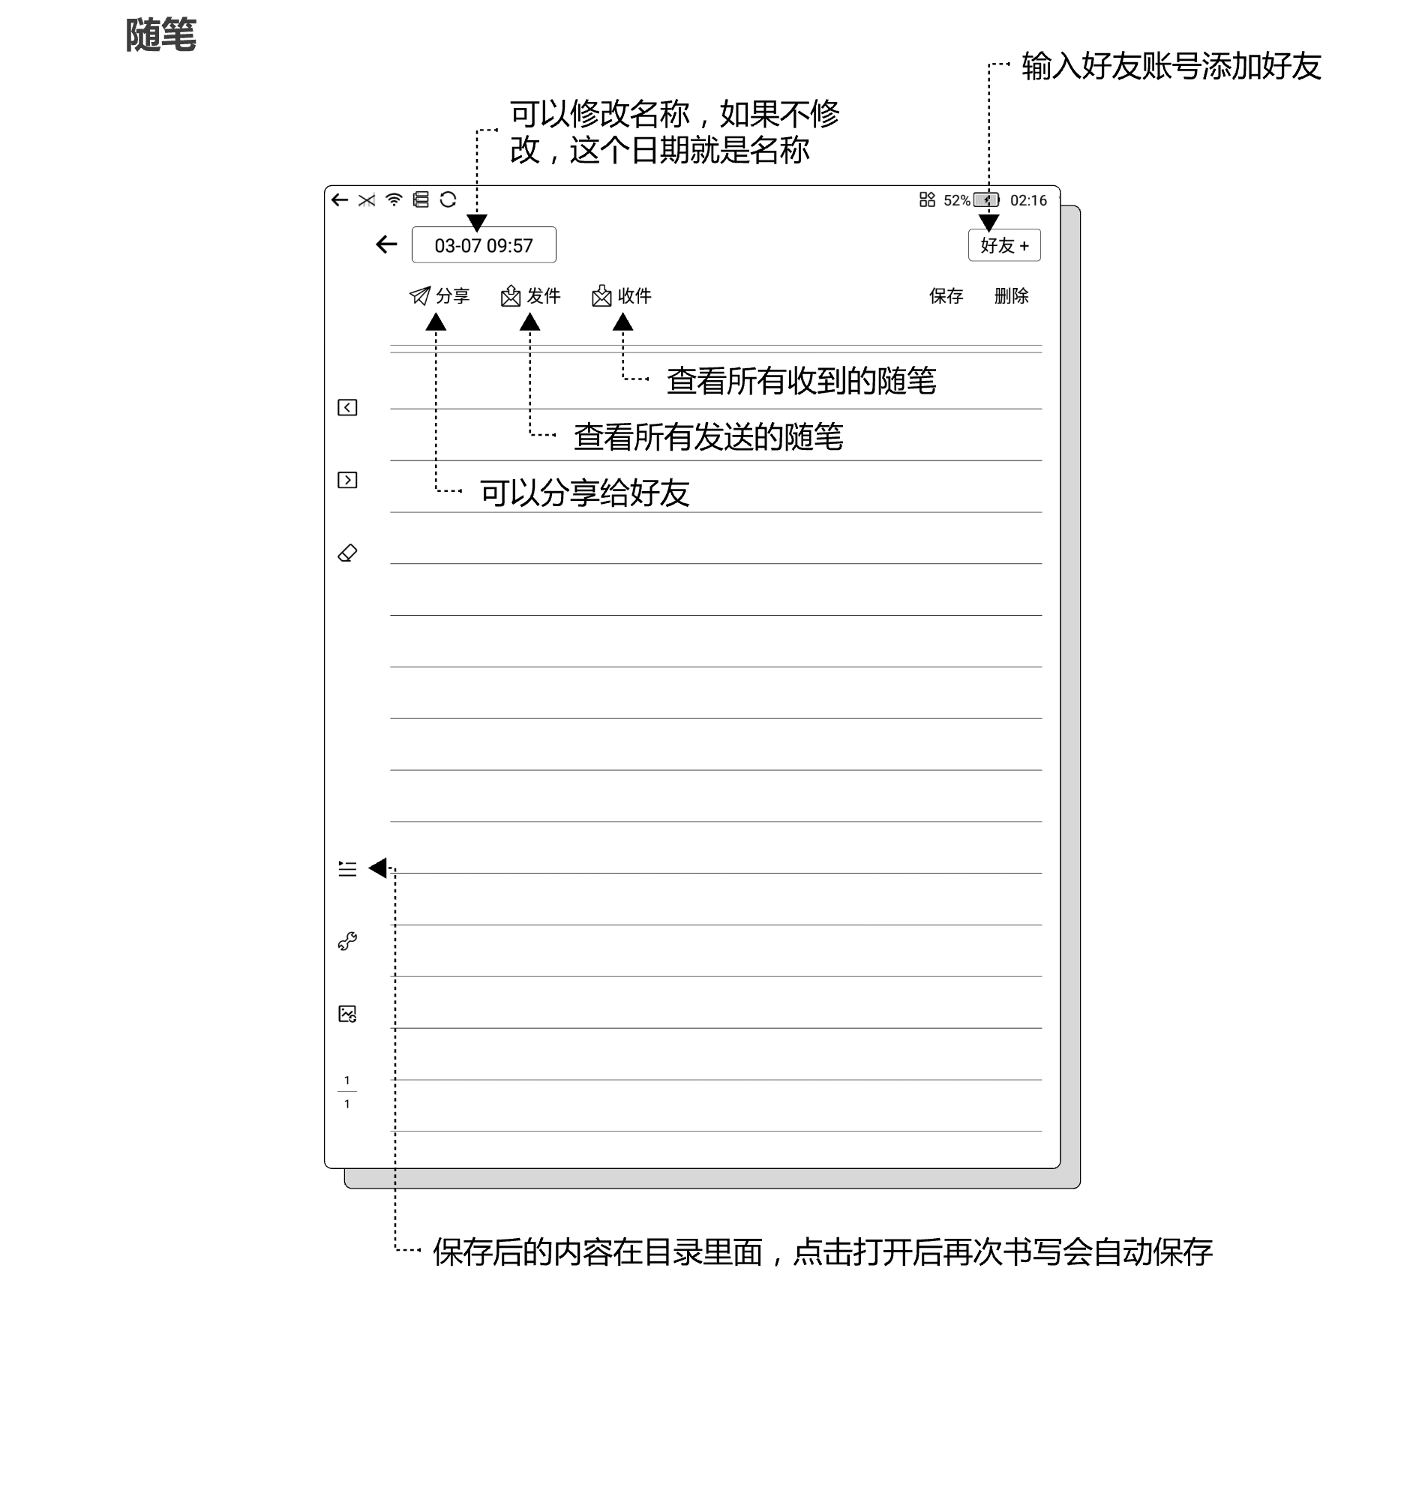 随笔
输入好友账号添加好友
可以修改名称，如果不修
改，这个日期就是名称
52% 02:16
03-07 09:57
好友 +
分享 发件 收件 保存 删除
查看所有收到的随笔
查看所有发送的随笔
可以分享给好友
1
1
保存后的内容在目录里面，点击打开后再次书写会自动保存